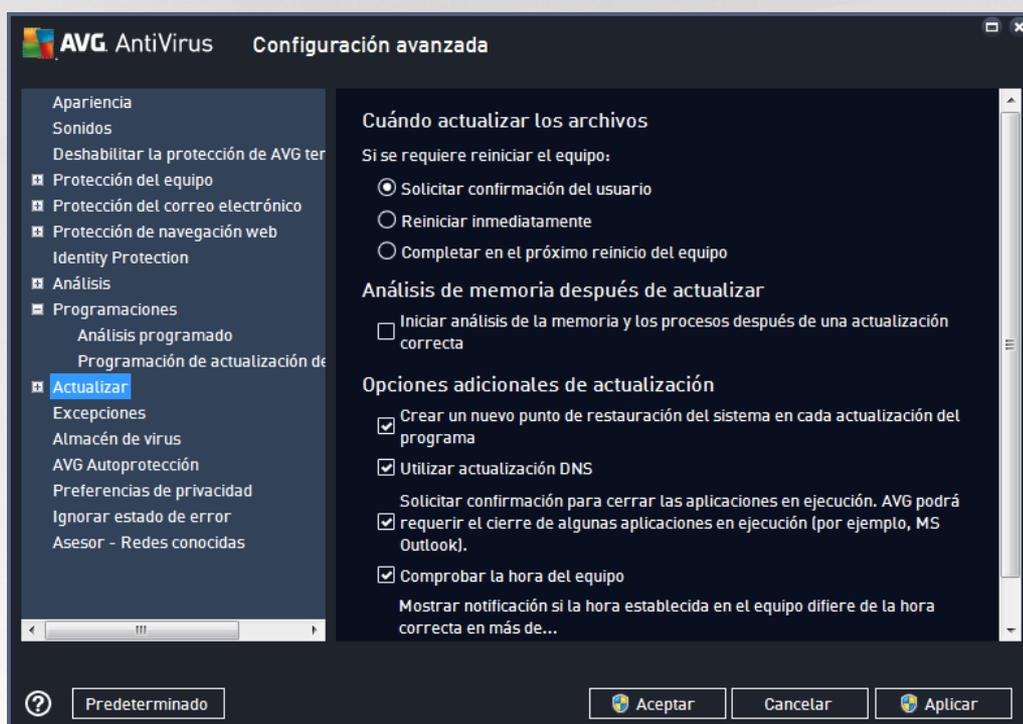 AVG. AntiVirus Configuración avanzada
Apariencia
Sonidos
Deshabilitar la protección de AVG ter
Protección del equipo
Protección del correo electrónico
Protección de navegación web
Identity Protection
Análisis
Programaciones
Análisis programado
Programación de actualización de
Actualizar
Excepciones
Almacén de virus
AVG Autoprotección
Preferencias de privacidad
Ignorar estado de error
Asesor - Redes conocidas
Cuándo actualizar los archivos
Si se requiere reiniciar el equipo:
Solicitar confirmación del usuario
Reiniciar inmediatamente
Completar en el próximo reinicio del equipo
Análisis de memoria después de actualizar
Iniciar análisis de la memoria y los procesos después de una actualización
correcta
Opciones adicionales de actualización
Crear un nuevo punto de restauración del sistema en cada actualización del
programa
Utilizar actualización DNS
Solicitar confirmación para cerrar las aplicaciones en ejecución. AVG podrá
requerir el cierre de algunas aplicaciones en ejecución (por ejemplo, MS
Outlook).
Comprobar la hora del equipo
Mostrar notificación si la hora establecida en el equipo difiere de la hora
correcta en más de...
Predeterminado
Aceptar
Cancelar
Aplicar